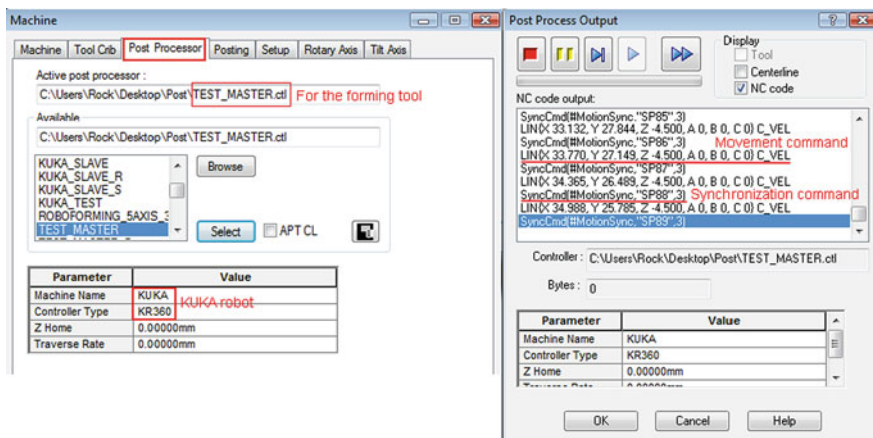 Machine
Machine Tool Crib Post Processor Posting Setup Rotary Axis Tilt Axis
Active post processor :
C:\Users\Rock\Desktop\Post\TEST_MASTER.ctl For the forming tool
Available
C:\Users\Rock\Desktop\Post\TEST_MASTER.ctl
KUKA_SLAVE
KUKA_SLAVE_R
KUKA_SLAVE_S
KUKA_TEST
ROBOFORMING_5AXIS_3
TEST_MASTER
Browse
Select
APT CL
Parameter Value
Machine Name KUKA
Controller Type KR360
KUKA robot
Z Home 0.00000mm
Traverse Rate 0.00000mm
Post Process Output
Display
Tool
Centerline
NC code
NC code output:
SyncCmd(#MotionSync,"SP85",3)
LIN{X 33.132, Y 27.844, Z -4.500, A 0, B 0, C 0} C_VEL
SyncCmd(#MotionSync,"SP86",3) Movement command
LIN{X 33.770, Y 27.149, Z -4.500, A 0, B 0, C 0} C_VEL
SyncCmd(#MotionSync,"SP87",3)
LIN{X 34.365, Y 26.489, Z -4.500, A 0, B 0, C 0} C_VEL
SyncCmd(#MotionSync,"SP88",3) Synchronization command
LIN{X 34.988, Y 25.785, Z -4.500, A 0, B 0, C 0} C_VEL
SyncCmd(#MotionSync,"SP89",3)
Controller : C:\Users\Rock\Desktop\Post\TEST_MASTER.ctl
Bytes : 0
Parameter Value
Machine Name KUKA
Controller Type KR360
Z Home 0.00000mm
OK Cancel Help